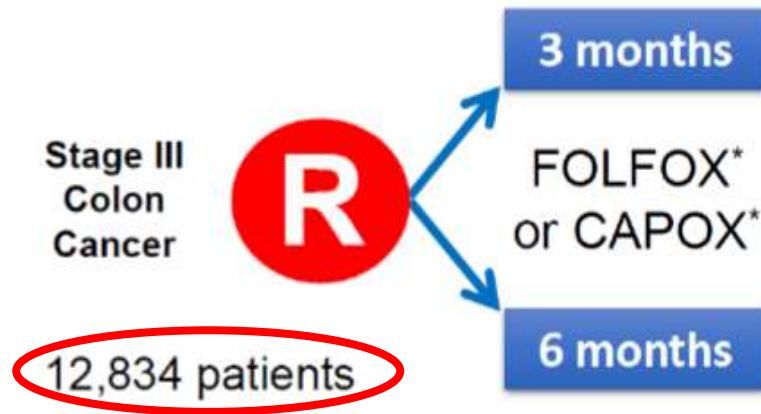 3 months
Stage III
Colon
Cancer
R
FOLFOX*
or CAPOX*
6 months
12,834 patients